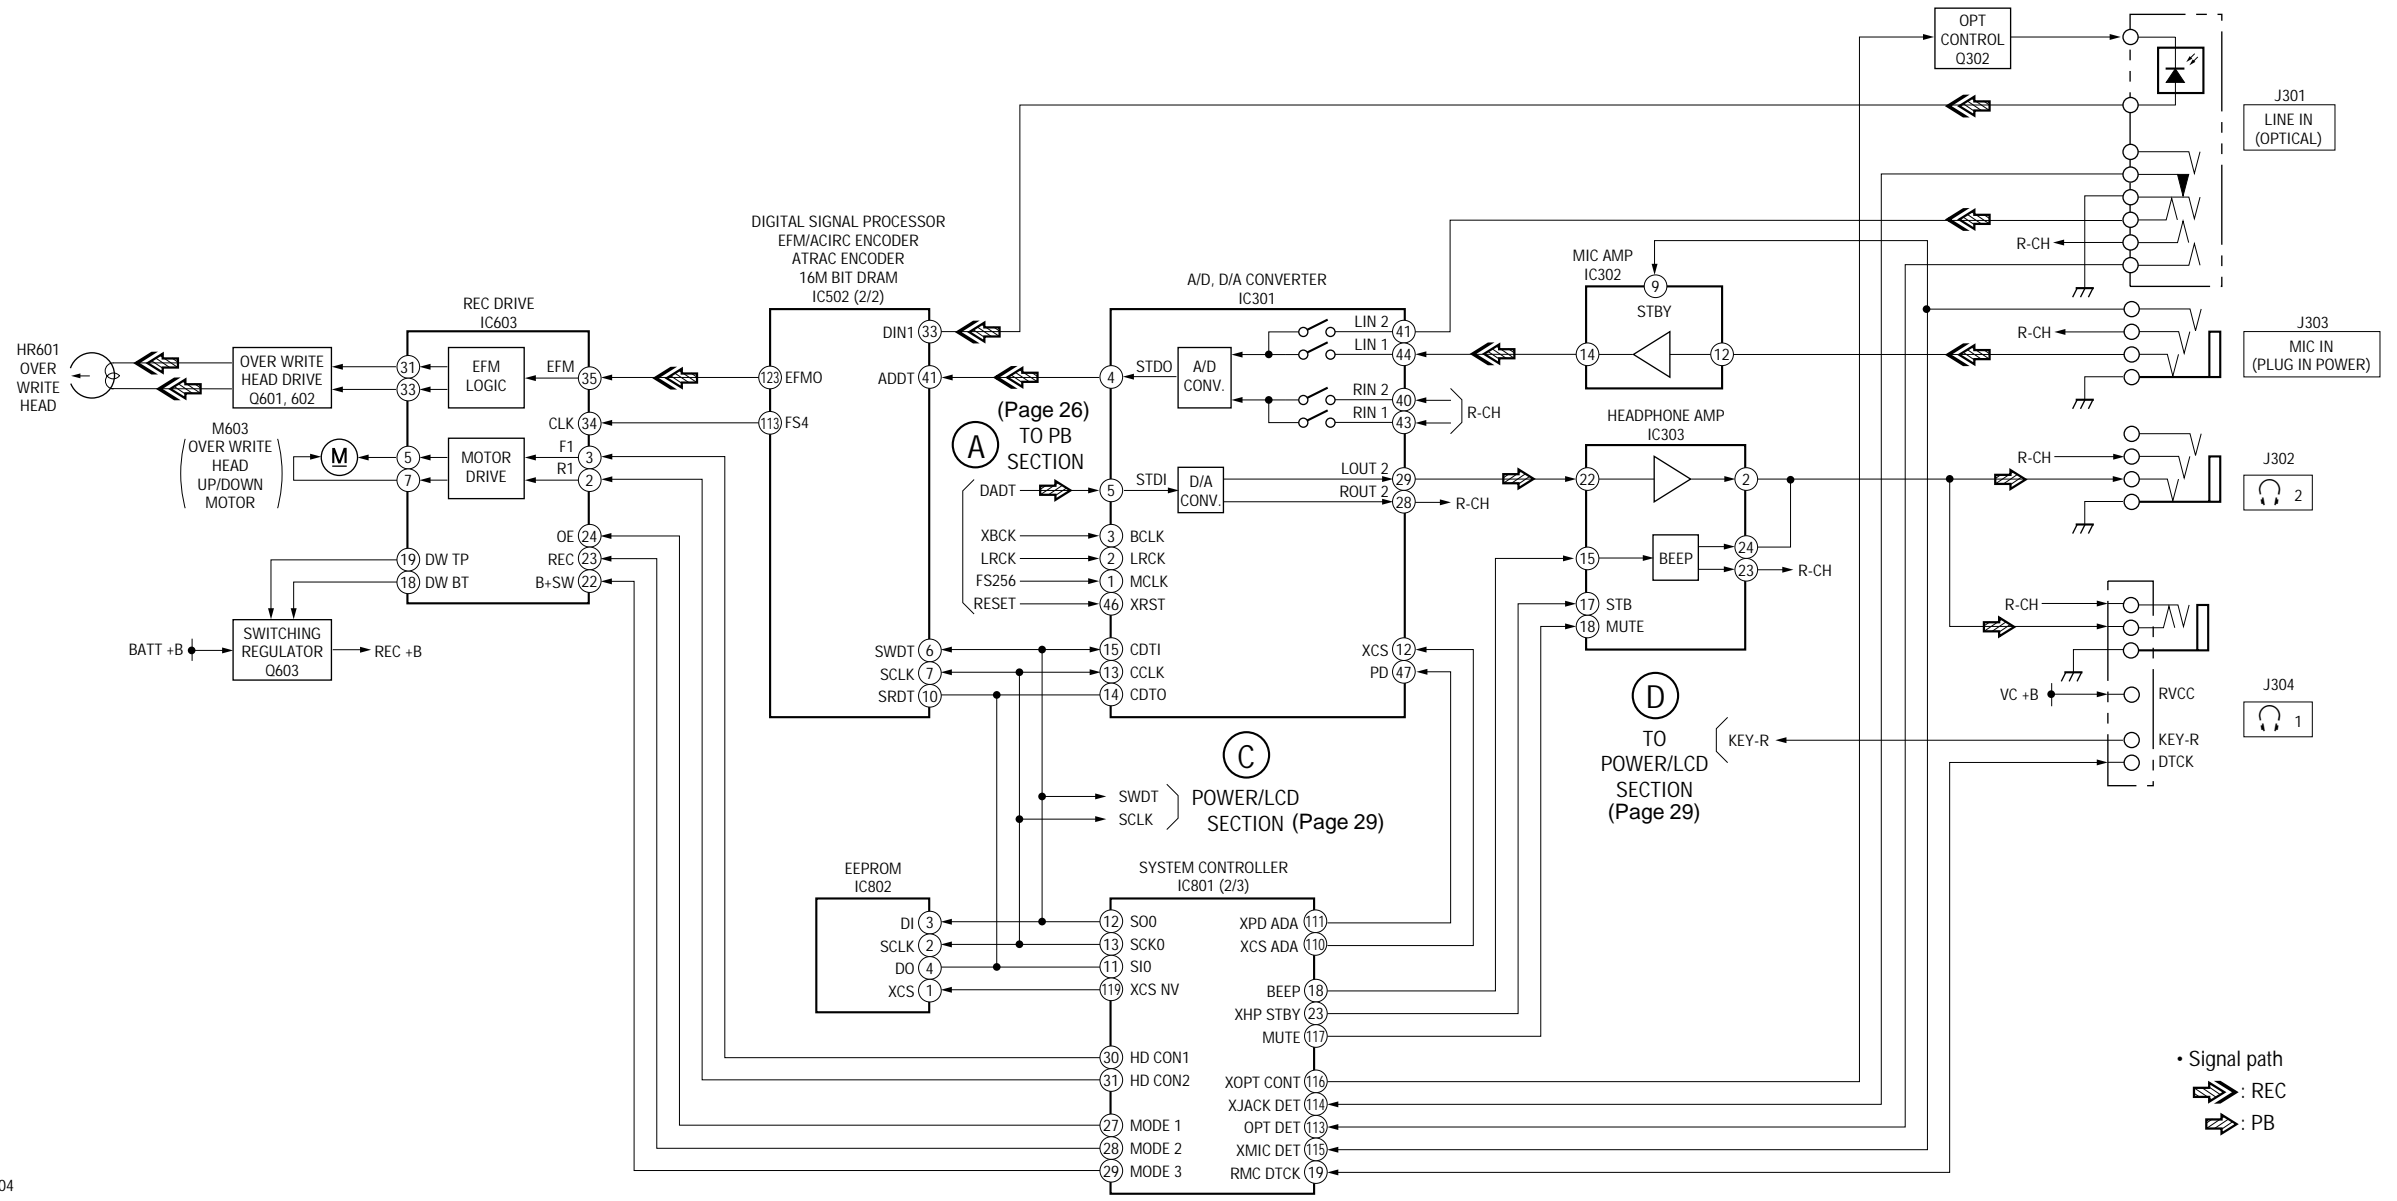 OPT
CONTROL
Q302
J301
LINE IN
(OPTICAL)
R-CH
J303
MIC IN
(PLUG IN POWER)
R-CH
J302
2
R-CH
R-CH
J304
1
VC +B
RVCC
KEY-R
DTCK
DIGITAL SIGNAL PROCESSOR
EFM/ACIRC ENCODER
ATRAC ENCODER
16M BIT DRAM
IC502 (2/2)
DIN1 33
ADDT 41
123 EFMO
113 FS4
SWDT 6
SCLK 7
SRDT 10
REC DRIVE
IC603
31
33
EFM
LOGIC
EFM 35
CLK 34
F1 3
R1 2
5
7
MOTOR
DRIVE
OE 24
REC 23
B+SW 22
19 DW TP
18 DW BT
HR601
OVER
WRITE
HEAD
OVER WRITE
HEAD DRIVE
Q601, 602
M603
OVER WRITE
HEAD
UP/DOWN
MOTOR
M
BATT +B
SWITCHING
REGULATOR
Q603
REC +B
A/D, D/A CONVERTER
IC301
LIN 2 41
LIN 1 44
4 STDO
A/D
CONV.
RIN 2 40
RIN 1 43
R-CH
5 STDI
D/A
CONV.
LOUT 2 29
ROUT 2 28
R-CH
3 BCLK
2 LRCK
1 MCLK
46 XRST
15 CDTI
13 CCLK
14 CDTO
XCS 12
PD 47
A
(Page 26)
TO PB
SECTION
DADT
XBCK
LRCK
FS256
RESET
MIC AMP
IC302
9
STBY
14
12
HEADPHONE AMP
IC303
22
2
15
BEEP
24
23
R-CH
17 STB
18 MUTE
D
TO
POWER/LCD
SECTION
(Page 29)
KEY-R
C
POWER/LCD
SECTION (Page 29)
SWDT
SCLK
EEPROM
IC802
DI 3
SCLK 2
DO 4
XCS 1
SYSTEM CONTROLLER
IC801 (2/3)
12 SO0
13 SCK0
11 SI0
119 XCS NV
30 HD CON1
31 HD CON2
27 MODE 1
28 MODE 2
29 MODE 3
XPD ADA 111
XCS ADA 110
BEEP 18
XHP STBY 23
MUTE 117
XOPT CONT 116
XJACK DET 114
OPT DET 113
XMIC DET 115
RMC DTCK 19
• Signal path
: REC
: PB
04